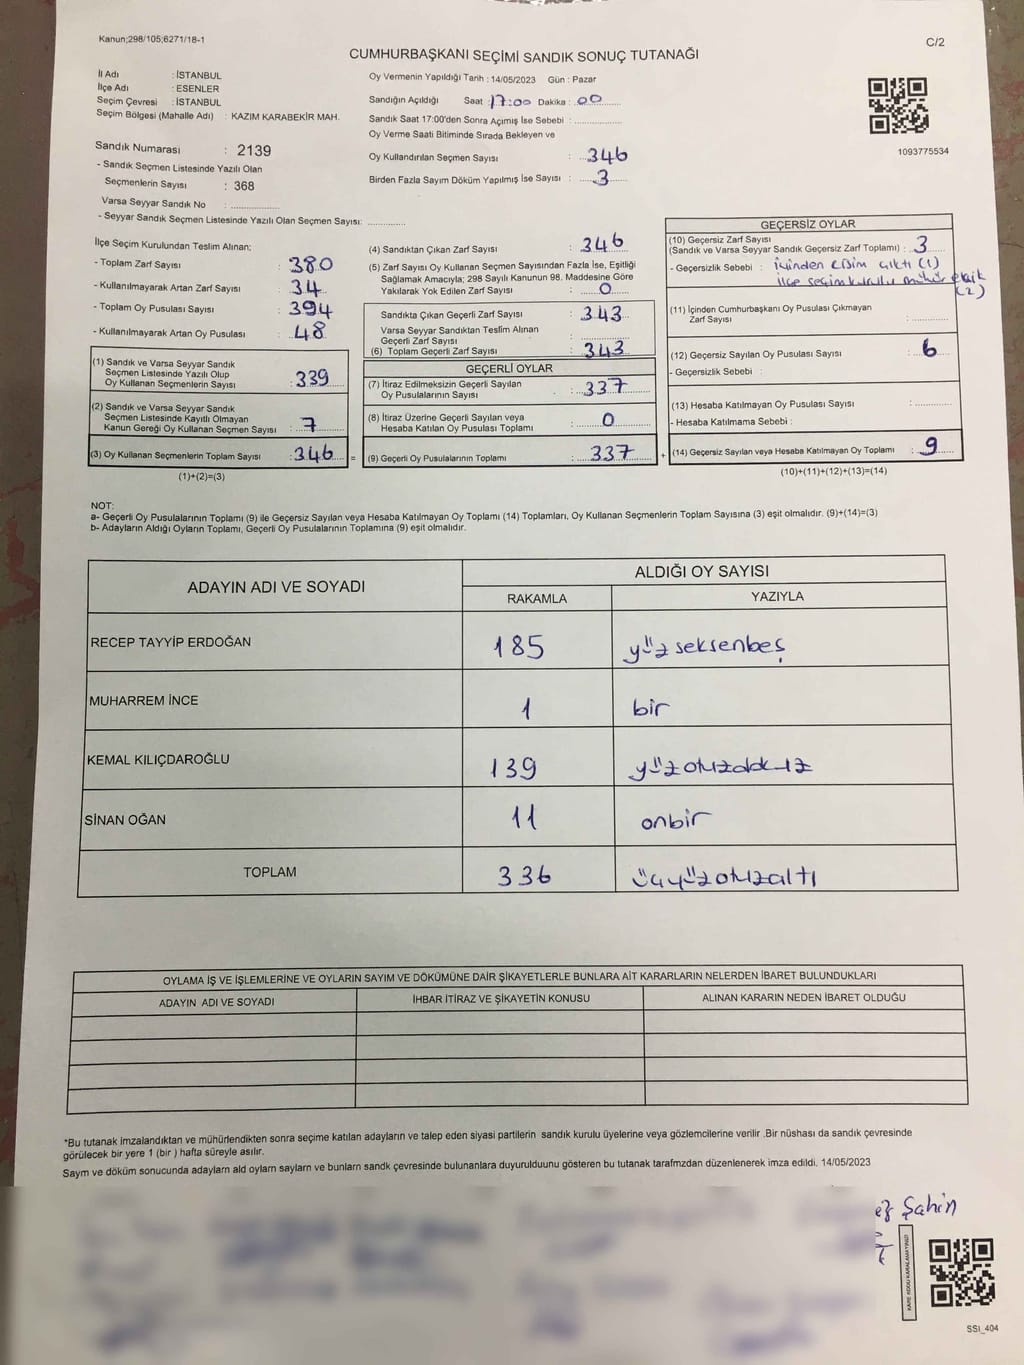 Kanun;298/105;6271/18-1
C/2
CUMHURBAŞKANI SEÇİMİ SANDIK SONUÇ TUTANAĞI
İl Adı : İSTANBUL
İlçe Adı : ESENLER
Seçim Çevresi : İSTANBUL
Seçim Bölgesi (Mahalle Adı) : KAZIM KARABEKİR MAH.
Sandık Numarası : 2139
- Sandık Seçmen Listesinde Yazılı Olan
Seçmenlerin Sayısı : 368
Varsa Seyyar Sandık No :
- Seyyar Sandık Seçmen Listesinde Yazılı Olan Seçmen Sayısı:
Oy Vermenin Yapıldığı Tarih : 14/05/2023 Gün : Pazar
Sandığın Açıldığı Saat : 17:00 Dakika : 00
Sandık Saat 17:00'den Sonra Açımış İse Sebebi :
Oy Verme Saati Bitiminde Sırada Bekleyen ve
Oy Kullandırılan Seçmen Sayısı : 346
Birden Fazla Sayım Döküm Yapılmış İse Sayısı : 3
1093775534
İlçe Seçim Kurulundan Teslim Alınan:
- Toplam Zarf Sayısı : 380
- Kullanılmayarak Artan Zarf Sayısı : 34
- Toplam Oy Pusulası Sayısı : 394
- Kullanılmayarak Artan Oy Pusulası : 48
(1) Sandık ve Varsa Seyyar Sandık
Seçmen Listesinde Yazılı Olup
Oy Kullanan Seçmenlerin Sayısı : 339
(2) Sandık ve Varsa Seyyar Sandık
Seçmen Listesinde Kayıtlı Olmayan
Kanun Gereği Oy Kullanan Seçmen Sayısı : 7
(3) Oy Kullanan Seçmenlerin Toplam Sayısı : 346 =
(1)+(2)=(3)
(4) Sandıktan Çıkan Zarf Sayısı : 346
(5) Zarf Sayısı Oy Kullanan Seçmen Sayısından Fazla İse, Eşitliği
Sağlamak Amacıyla; 298 Sayılı Kanunun 98. Maddesine Göre
Yakılarak Yok Edilen Zarf Sayısı : 0
Sandıkta Çıkan Geçerli Zarf Sayısı : 343
Varsa Seyyar Sandıktan Teslim Alınan
Geçerli Zarf Sayısı :
(6) Toplam Geçerli Zarf Sayısı : 343
GEÇERLİ OYLAR
(7) İtiraz Edilmeksizin Geçerli Sayılan
Oy Pusulalarının Sayısı : 337
(8) İtiraz Üzerine Geçerli Sayılan veya
Hesaba Katılan Oy Pusulası Toplamı : 0
(9) Geçerli Oy Pusulalarının Toplamı : 337 +
GEÇERSİZ OYLAR
(10) Geçersiz Zarf Sayısı
(Sandık ve Varsa Seyyar Sandık Geçersiz Zarf Toplamı) : 3
- Geçersizlik Sebebi : içinden cisim çıktı (1)
ilçe seçim kurulu mühür eksik
(2)
(11) İçinden Cumhurbaşkanı Oy Pusulası Çıkmayan
Zarf Sayısı :
(12) Geçersiz Sayılan Oy Pusulası Sayısı : 6
- Geçersizlik Sebebi :
(13) Hesaba Katılmayan Oy Pusulası Sayısı :
- Hesaba Katılmama Sebebi :
(14) Geçersiz Sayılan veya Hesaba Katılmayan Oy Toplamı : 9
(10)+(11)+(12)+(13)=(14)
NOT:
a- Geçerli Oy Pusulalarının Toplamı (9) ile Geçersiz Sayılan veya Hesaba Katılmayan Oy Toplamı (14) Toplamları, Oy Kullanan Seçmenlerin Toplam Sayısına (3) eşit olmalıdır. (9)+(14)=(3)
b- Adayların Aldığı Oyların Toplamı, Geçerli Oy Pusulalarının Toplamına (9) eşit olmalıdır.
ADAYIN ADI VE SOYADI
ALDIĞI OY SAYISI
RAKAMLA YAZIYLA
RECEP TAYYİP ERDOĞAN 185 yüz seksenbeş
MUHARREM İNCE 1 bir
KEMAL KILIÇDAROĞLU 139 yüzotuzdokuz
SİNAN OĞAN 11 onbir
TOPLAM 336 üçyüzotuzaltı
OYLAMA İŞ VE İŞLEMLERİNE VE OYLARIN SAYIM VE DÖKÜMÜNE DAİR ŞİKAYETLERLE BUNLARA AİT KARARLARIN NELERDEN İBARET BULUNDUKLARI
ADAYIN ADI VE SOYADI İHBAR İTİRAZ VE ŞİKAYETİN KONUSU ALINAN KARARIN NEDEN İBARET OLDUĞU
*Bu tutanak imzalandıktan ve mühürlendikten sonra seçime katılan adayların ve talep eden siyasi partilerin sandık kurulu üyelerine veya gözlemcilerine verilir .Bir nüshası da sandık çevresinde
görülecek bir yere 1 (bir ) hafta süreyle asılır.
Saym ve döküm sonucunda adaylarn ald oylarn saylarn ve bunlarn sandk çevresinde bulunanlara duyurulduunu gösteren bu tutanak tarafmzdan düzenlenerek imza edildi. 14/05/2023
Şahin
KARE KODU KARALAMAYINIZ!
SSI_404